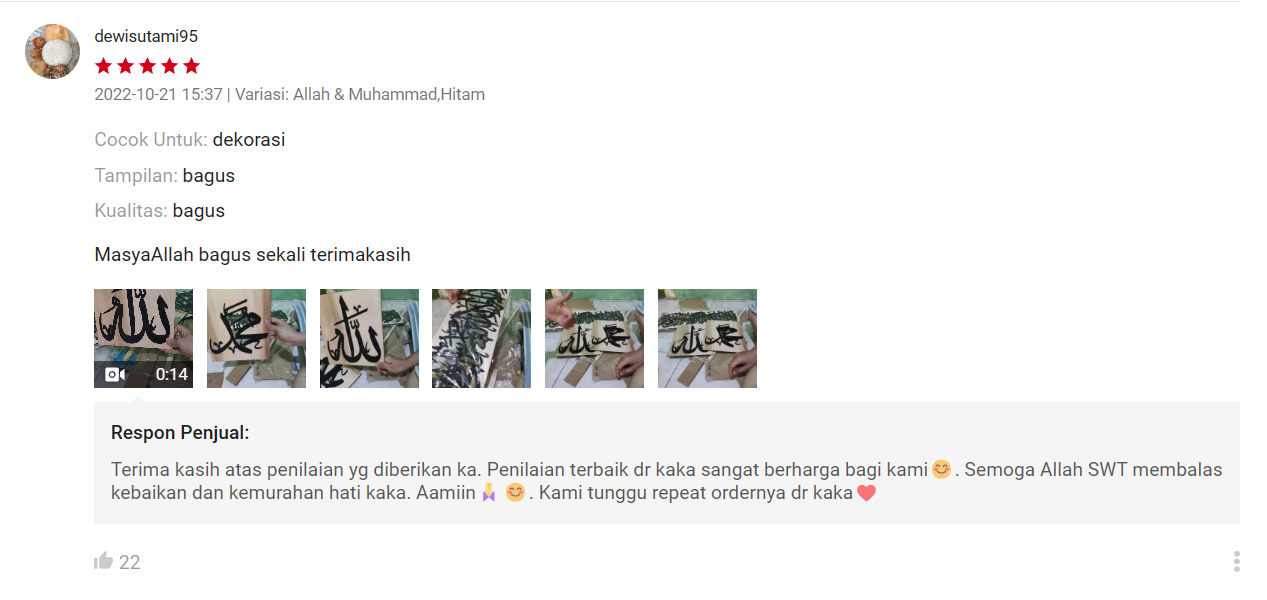 dewisutami95
2022-10-21 15:37 | Variasi: Allah & Muhammad,Hitam
Cocok Untuk: dekorasi
Tampilan: bagus
Kualitas: bagus
MasyaAllah bagus sekali terimakasih
الله
محمد
الله
0:14
Respon Penjual:
Terima kasih atas penilaian yg diberikan ka. Penilaian terbaik dr kaka sangat berharga bagi kami😊. Semoga Allah SWT membalas
kebaikan dan kemurahan hati kaka. Aamiin🙏😊. Kami tunggu repeat ordernya dr kaka❤️
22